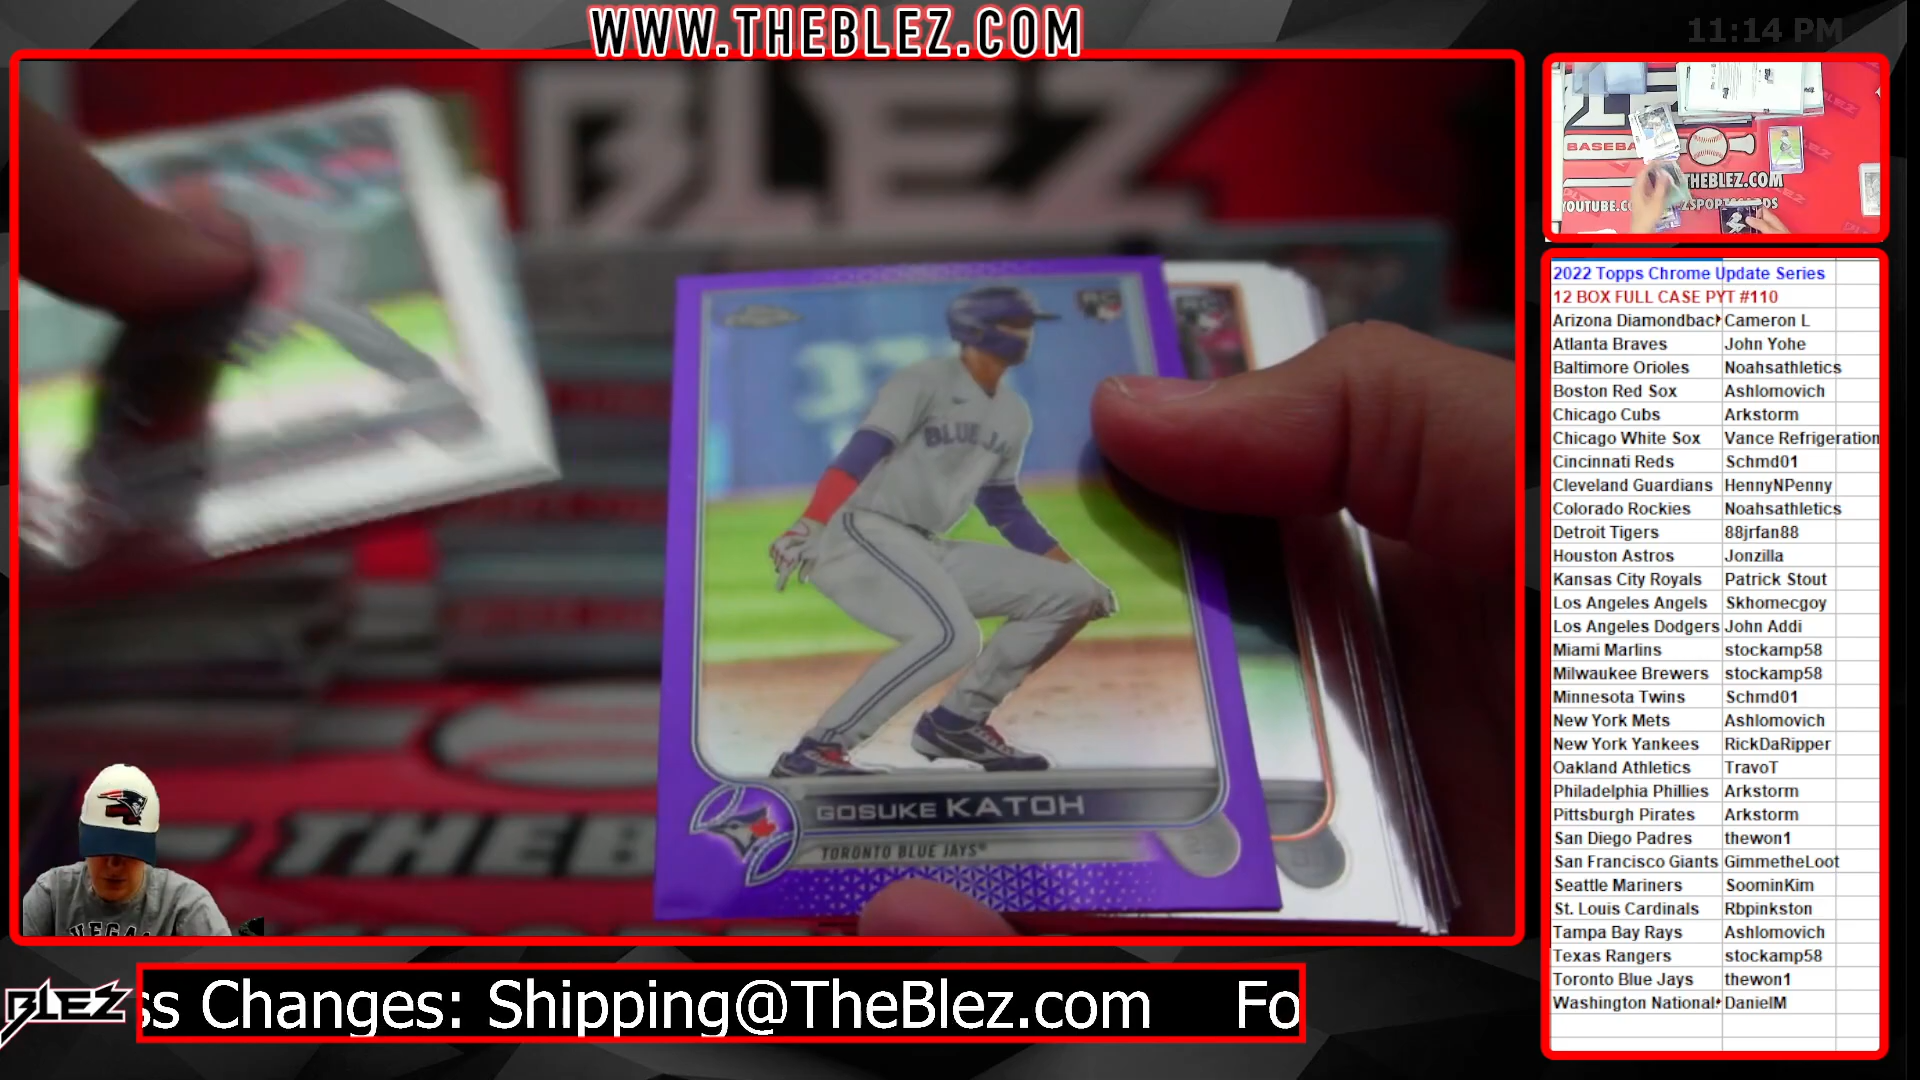 WWW.THEBLEZ.COM
11:14 PM
BLEZ
RC
BLUE JA
GOSUKE KATOH
TORONTO BLUE JAYS®
THEB
VEGAS
BASEBA
THEBLEZ.COM
2022 Topps Chrome Update Series
12 BOX FULL CASE PYT #110
Arizona Diamondbac Cameron L
Atlanta Braves John Yohe
Baltimore Orioles Noahsathletics
Boston Red Sox Ashlomovich
Chicago Cubs Arkstorm
Chicago White Sox Vance Refrigeration
Cincinnati Reds Schmd01
Cleveland Guardians HennyNPenny
Colorado Rockies Noahsathletics
Detroit Tigers 88jrfan88
Houston Astros Jonzilla
Kansas City Royals Patrick Stout
Los Angeles Angels Skhomecgoy
Los Angeles Dodgers John Addi
Miami Marlins stockamp58
Milwaukee Brewers stockamp58
Minnesota Twins Schmd01
New York Mets Ashlomovich
New York Yankees RickDaRipper
Oakland Athletics TravoT
Philadelphia Phillies Arkstorm
Pittsburgh Pirates Arkstorm
San Diego Padres thewon1
San Francisco Giants GimmetheLoot
Seattle Mariners SoominKim
St. Louis Cardinals Rbpinkston
Tampa Bay Rays Ashlomovich
Texas Rangers stockamp58
Toronto Blue Jays thewon1
Washington National DanielM
BLEZ
ss Changes: Shipping@TheBlez.com Fo